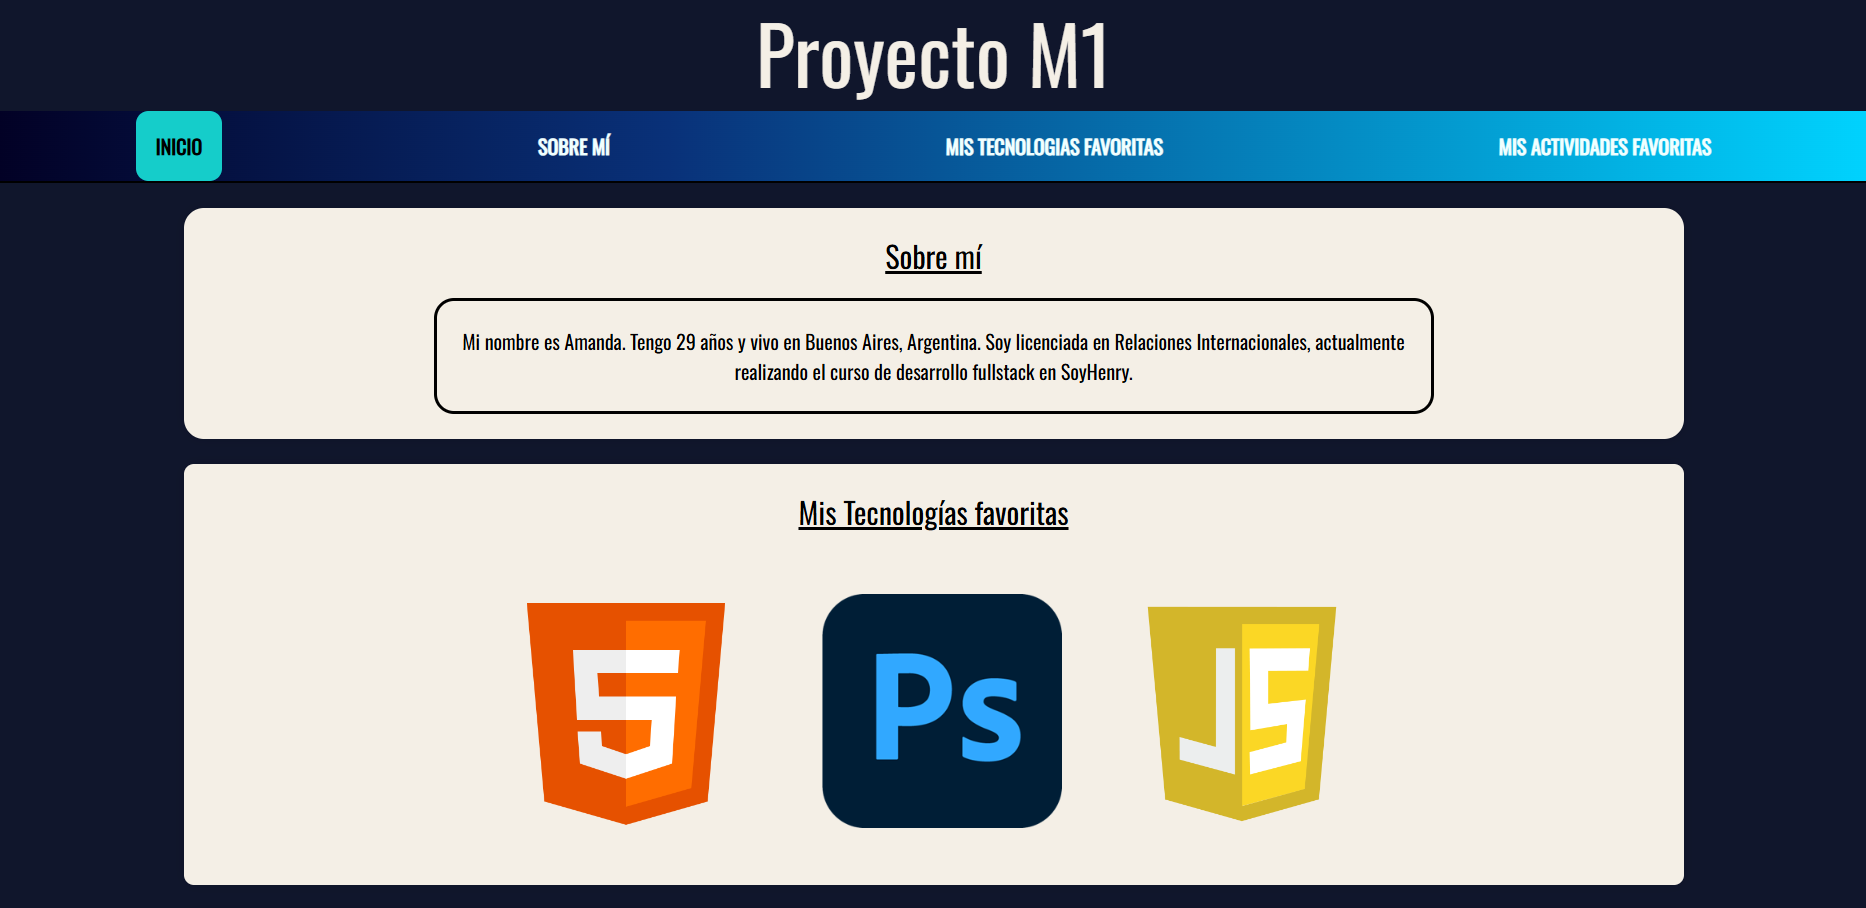 Proyecto M1
INICIO
SOBRE MÍ
MIS TECNOLOGIAS FAVORITAS
MIS ACTIVIDADES FAVORITAS
Sobre mí
Mi nombre es Amanda. Tengo 29 años y vivo en Buenos Aires, Argentina. Soy licenciada en Relaciones Internacionales, actualmente
realizando el curso de desarrollo fullstack en SoyHenry.
Mis Tecnologías favoritas
5
Ps
JS